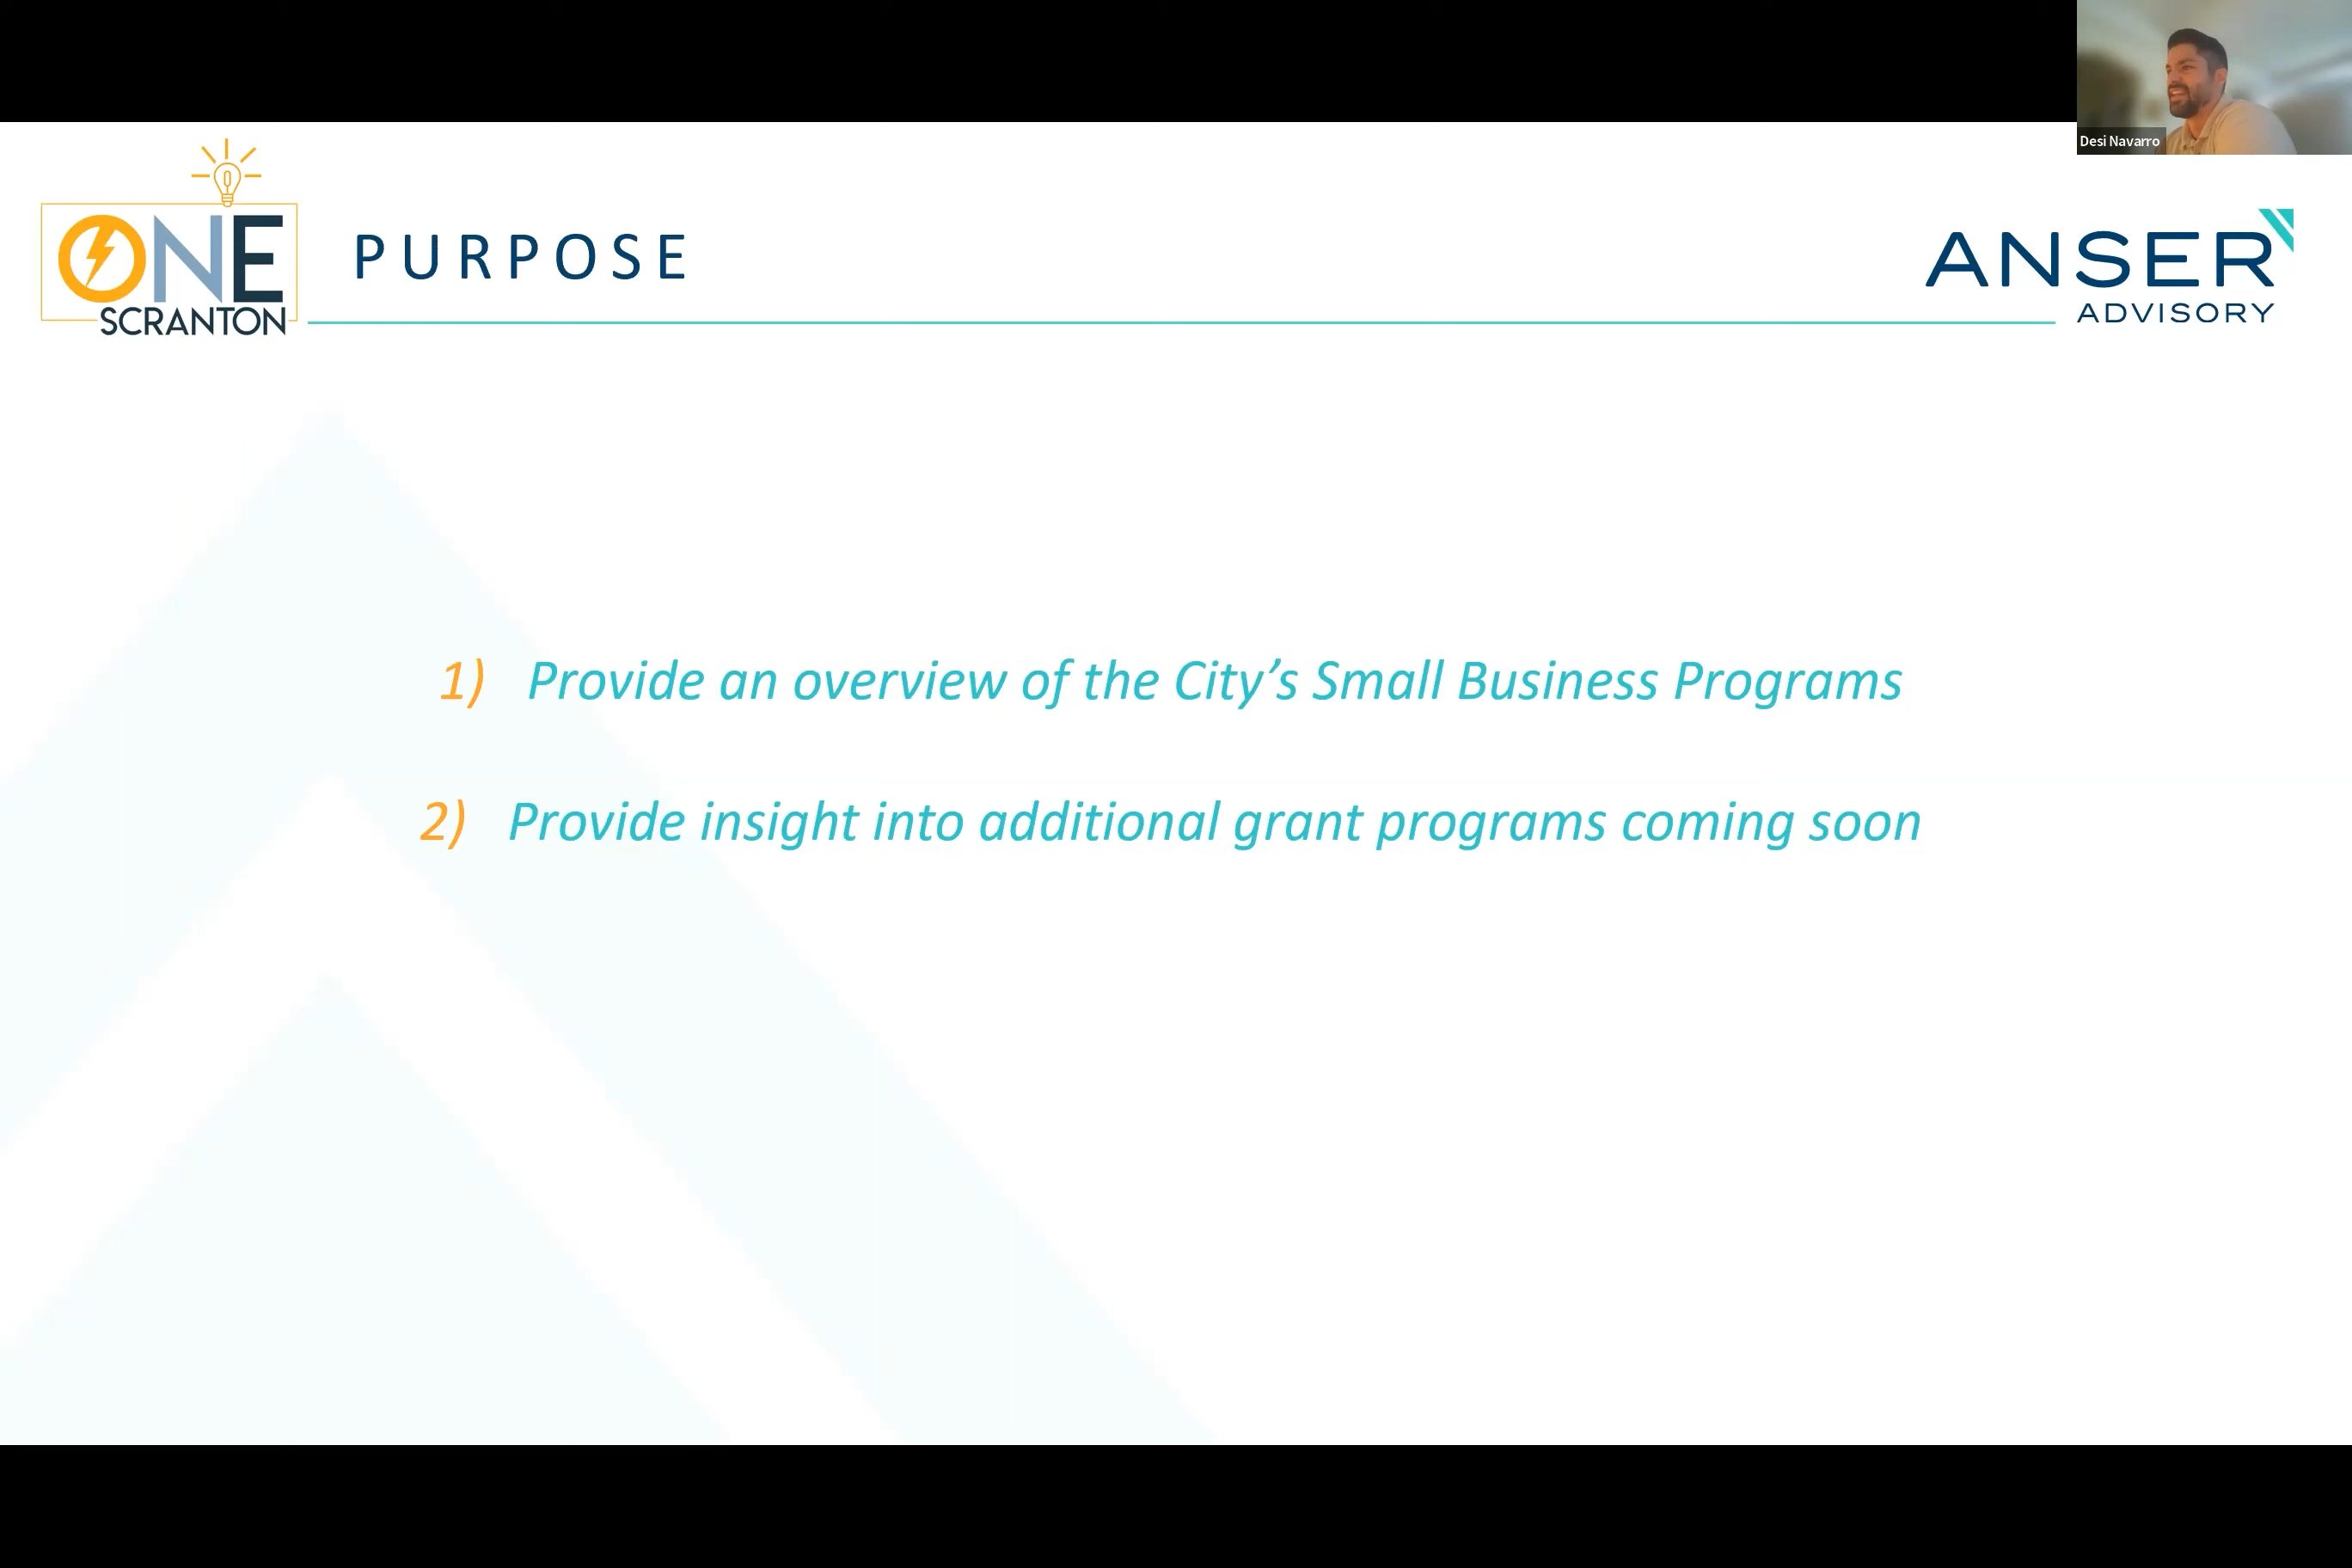 Desi Navarro
ONE
SCRANTON
PURPOSE
ANSER
ADVISORY
1) Provide an overview of the City’s Small Business Programs
2) Provide insight into additional grant programs coming soon